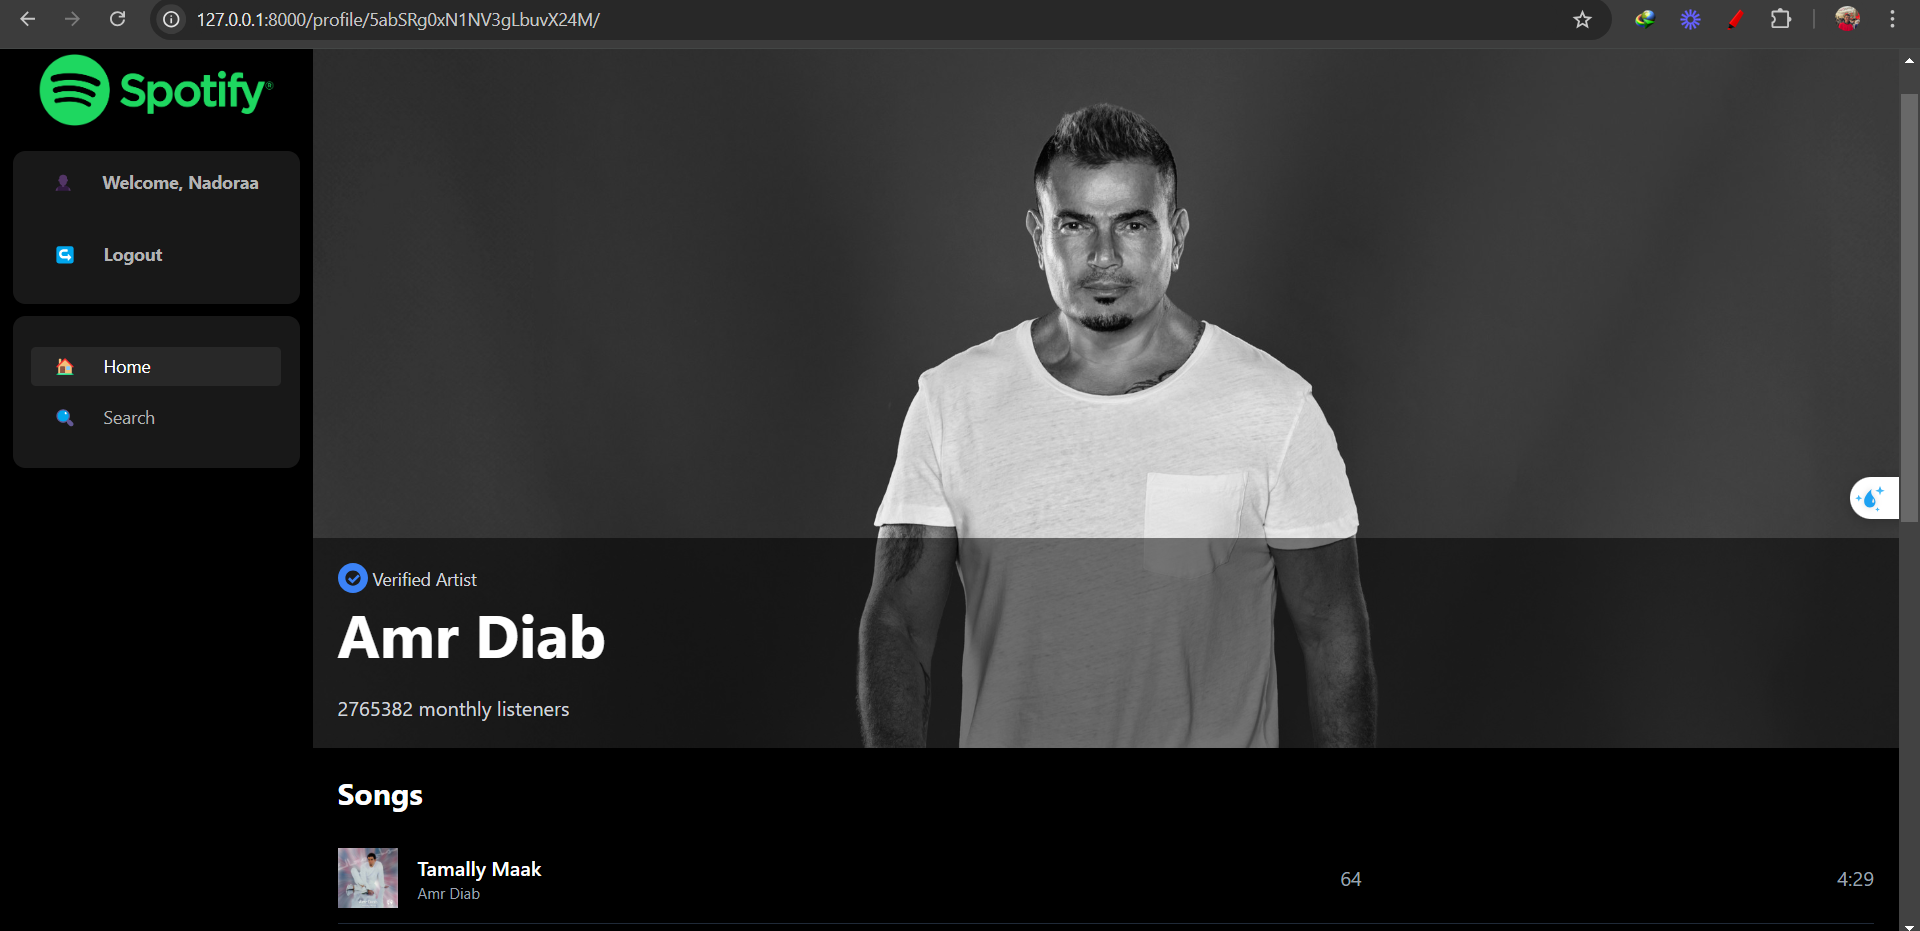 127.0.0.1:8000/profile/5abSRg0xN1NV3gLbuvX24M/
Spotify®
Welcome, Nadoraa
Logout
Home
Search
Verified Artist
Amr Diab
2765382 monthly listeners
Songs
Tamally Maak
Amr Diab
64
4:29